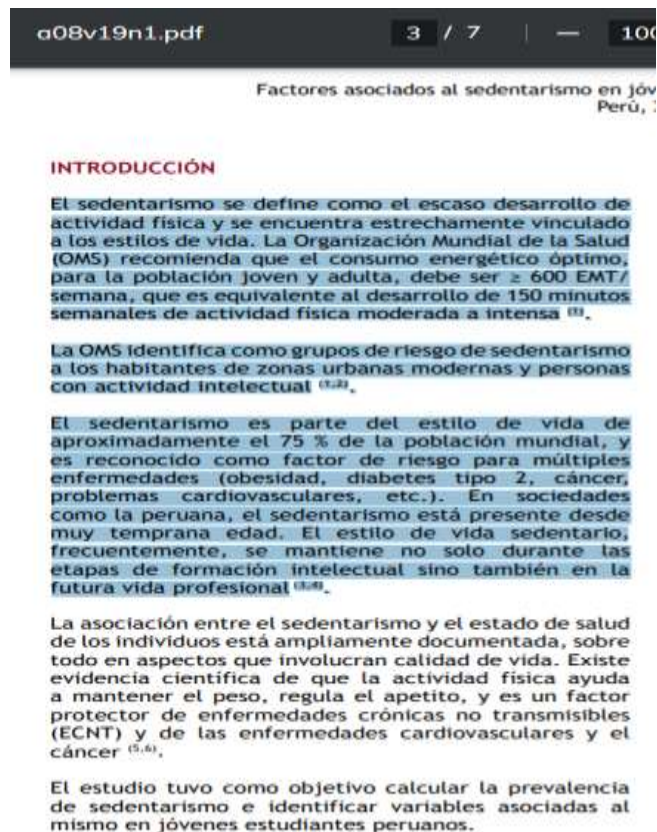 a08v19n1.pdf 3 / 7 — 100
Factores asociados al sedentarismo en jóv
Perú,
INTRODUCCIÓN
El sedentarismo se define como el escaso desarrollo de
actividad física y se encuentra estrechamente vinculado
a los estilos de vida. La Organización Mundial de la Salud
(OMS) recomienda que el consumo energético óptimo,
para la población joven y adulta, debe ser ≥ 600 EMT/
semana, que es equivalente al desarrollo de 150 minutos
semanales de actividad física moderada a intensa (1).
La OMS identifica como grupos de riesgo de sedentarismo
a los habitantes de zonas urbanas modernas y personas
con actividad intelectual (1,2).
El sedentarismo es parte del estilo de vida de
aproximadamente el 75 % de la población mundial, y
es reconocido como factor de riesgo para múltiples
enfermedades (obesidad, diabetes tipo 2, cáncer,
problemas cardiovasculares, etc.). En sociedades
como la peruana, el sedentarismo está presente desde
muy temprana edad. El estilo de vida sedentario,
frecuentemente, se mantiene no solo durante las
etapas de formación intelectual sino también en la
futura vida profesional (3,4).
La asociación entre el sedentarismo y el estado de salud
de los individuos está ampliamente documentada, sobre
todo en aspectos que involucran calidad de vida. Existe
evidencia científica de que la actividad física ayuda
a mantener el peso, regula el apetito, y es un factor
protector de enfermedades crónicas no transmisibles
(ECNT) y de las enfermedades cardiovasculares y el
cáncer (5,6).
El estudio tuvo como objetivo calcular la prevalencia
de sedentarismo e identificar variables asociadas al
mismo en jóvenes estudiantes peruanos.